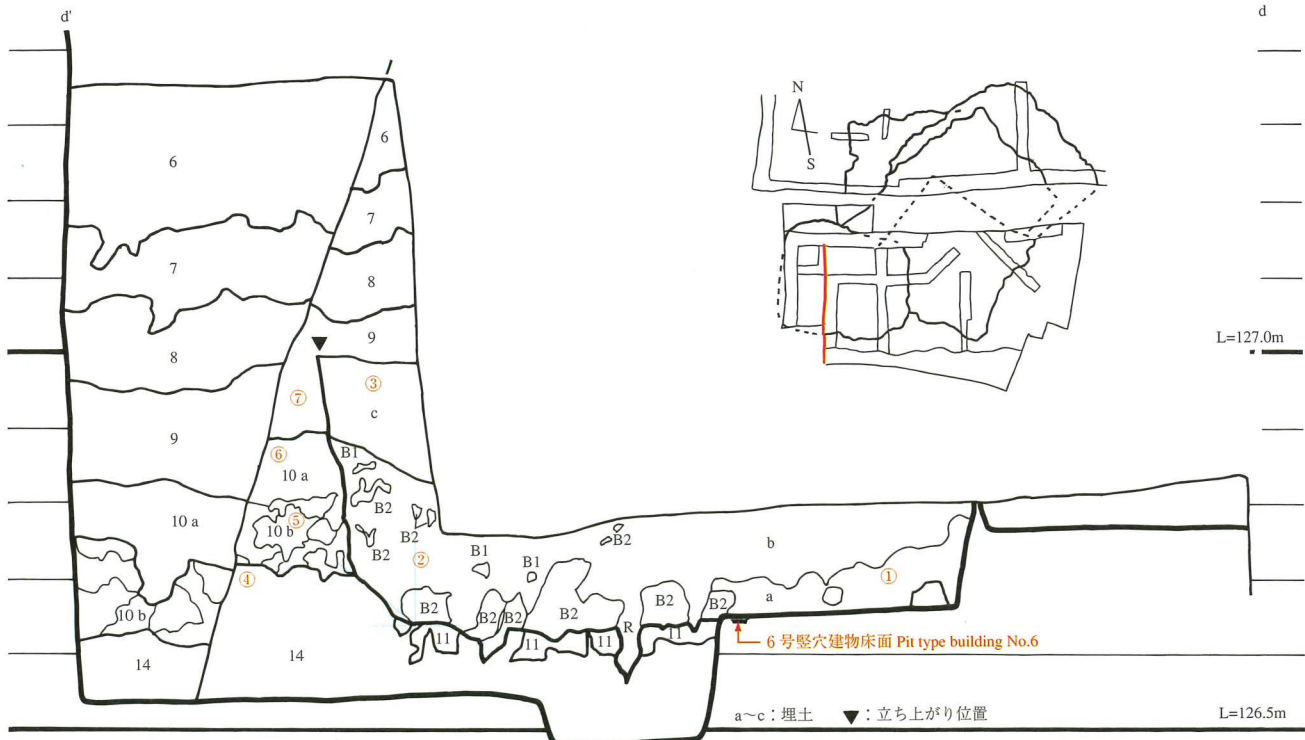 d'
d
N
S
6
6
7
7
8
8
9
L=127.0m
③
⑦
c
9
⑥
B1
10 a
B2
B2
10 a
⑤
10 b
B2
B2
②
B1
B1
b
①
④
a
B2
B2
B2
B2
B2
B2
10 b
R
11
11
11
11
6号竪穴建物床面 Pit type building No.6
14
14
a~c:埋土 ▼:立ち上がり位置
L=126.5m